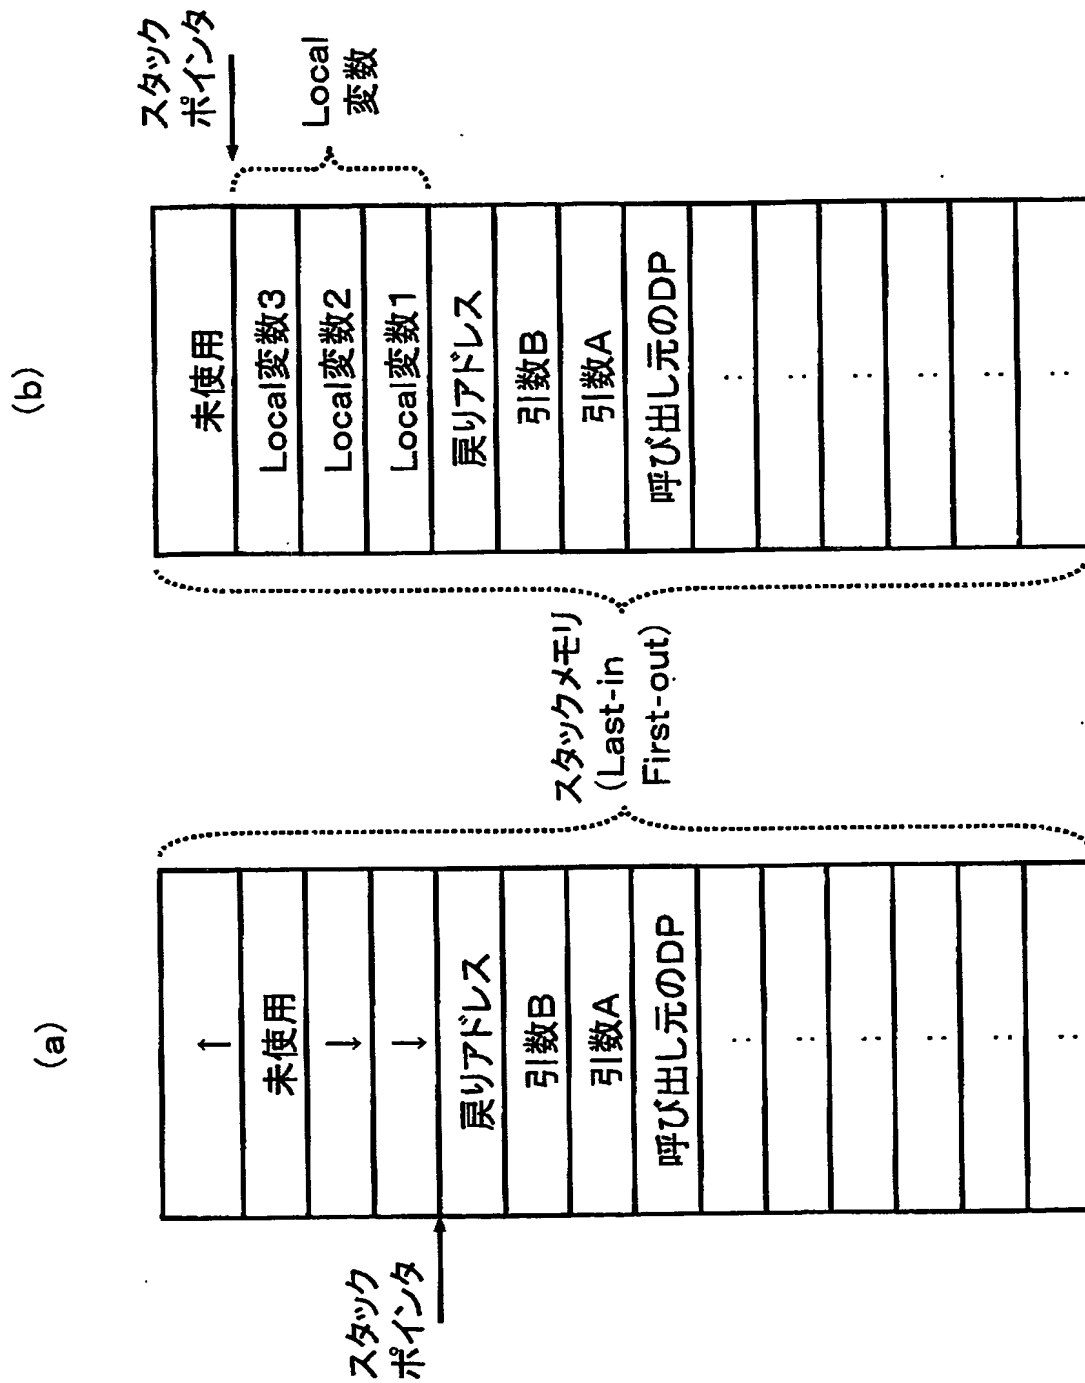 (a)
スタック
ポインタ
↑
未使用
↓
↓
戻りアドレス
引数B
引数A
呼び出し元のDP
:
:
:
:
:
:
スタックメモリ
(Last-in
First-out)
(b)
未使用
Local変数3
Local変数2
Local変数1
戻りアドレス
引数B
引数A
呼び出し元のDP
:
:
:
:
:
:
スタック
ポインタ
Local
変数